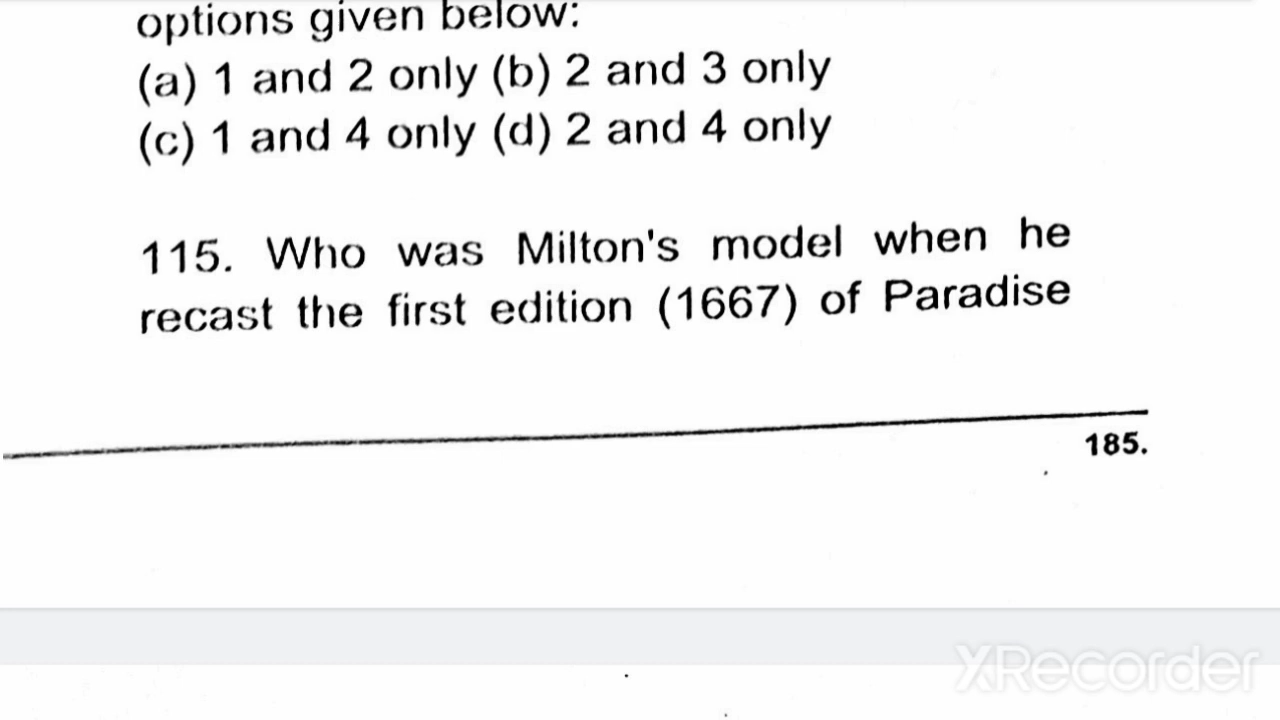 options given below:
(a) 1 and 2 only (b) 2 and 3 only
(c) 1 and 4 only (d) 2 and 4 only
115. Who was Milton's model when he
recast the first edition (1667) of Paradise
185.
XRecorder